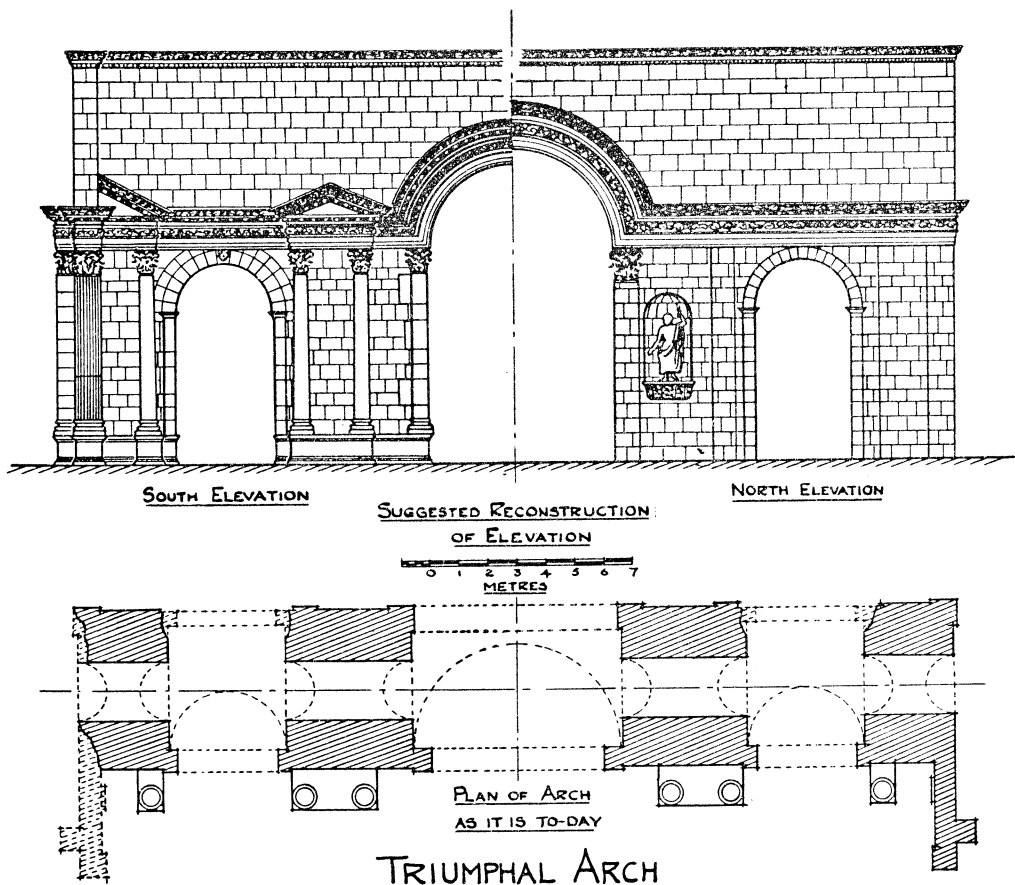 SOUTH ELEVATION
NORTH ELEVATION
SUGGESTED RECONSTRUCTION
OF ELEVATION
0 1 2 3 4 5 6 7
METRES
PLAN OF ARCH
AS IT IS TO-DAY
TRIUMPHAL ARCH